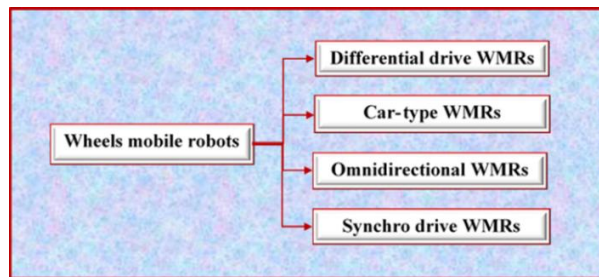 Differential drive WMRs
Car-type WMRs
Wheels mobile robots
Omnidirectional WMRs
Synchro drive WMRs